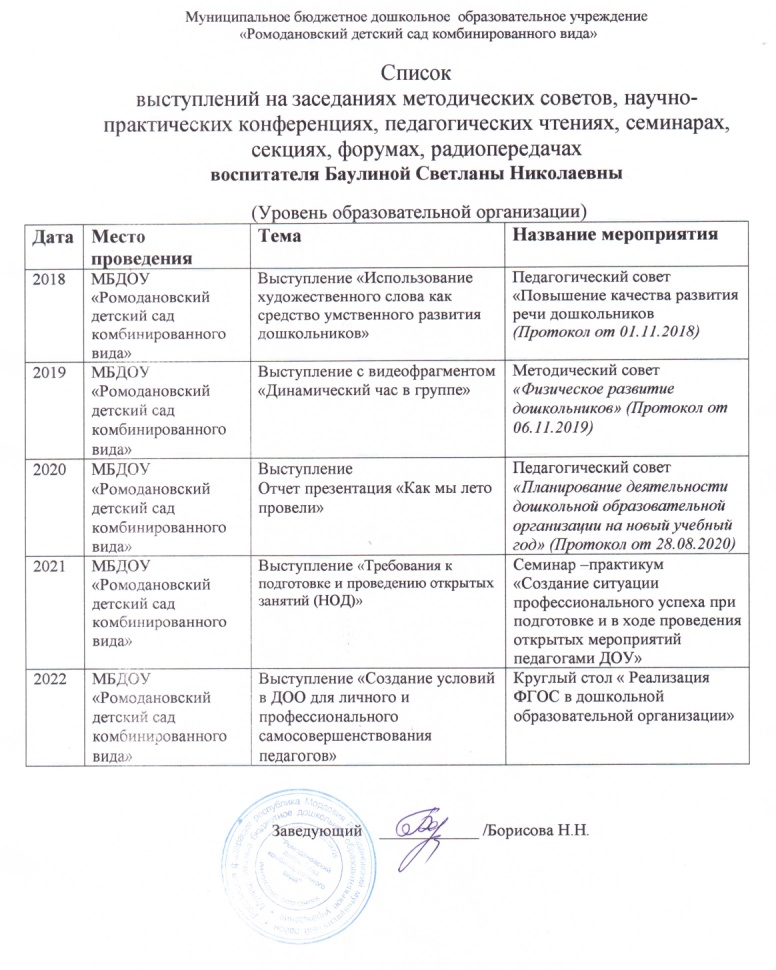 Муниципальное бюджетное дошкольное образовательное учреждение
«Ромодановский детский сад комбинированного вида»
Список
выступлений на заседаниях методических советов, научно-
практических конференциях, педагогических чтениях, семинарах,
секциях, форумах, радиопередачах
воспитателя Баулиной Светланы Николаевны
(Уровень образовательной организации)
Дата
Место
проведения
Тема
Название мероприятия
2018
МБДОУ
«Ромодановский
детский сад
комбинированного
вида»
Выступление «Использование
художественного слова как
средство умственного развития
дошкольников»
Педагогический совет
«Повышение качества развития
речи дошкольников
(Протокол от 01.11.2018)
2019
МБДОУ
«Ромодановский
детский сад
комбинированного
вида»
Выступление с видеофрагментом
«Динамический час в группе»
Методический совет
«Физическое развитие
дошкольников» (Протокол от
06.11.2019)
2020
МБДОУ
«Ромодановский
детский сад
комбинированного
вида»
Выступление
Отчет презентация «Как мы лето
провели»
Педагогический совет
«Планирование деятельности
дошкольной образовательной
организации на новый учебный
год» (Протокол от 28.08.2020)
2021
МБДОУ
«Ромодановский
детский сад
комбинированного
вида»
Выступление «Требования к
подготовке и проведению открытых
занятий (НОД)»
Семинар –практикум
«Создание ситуации
профессионального успеха при
подготовке и в ходе проведения
открытых мероприятий
педагогами ДОУ»
2022
МБДОУ
«Ромодановский
детский сад
комбинированного
вида»
Выступление «Создание условий
в ДОО для личного и
профессионального
самосовершенствования
педагогов»
Круглый стол « Реализация
ФГОС в дошкольной
образовательной организации»
Заведующий /Борисова Н.Н.